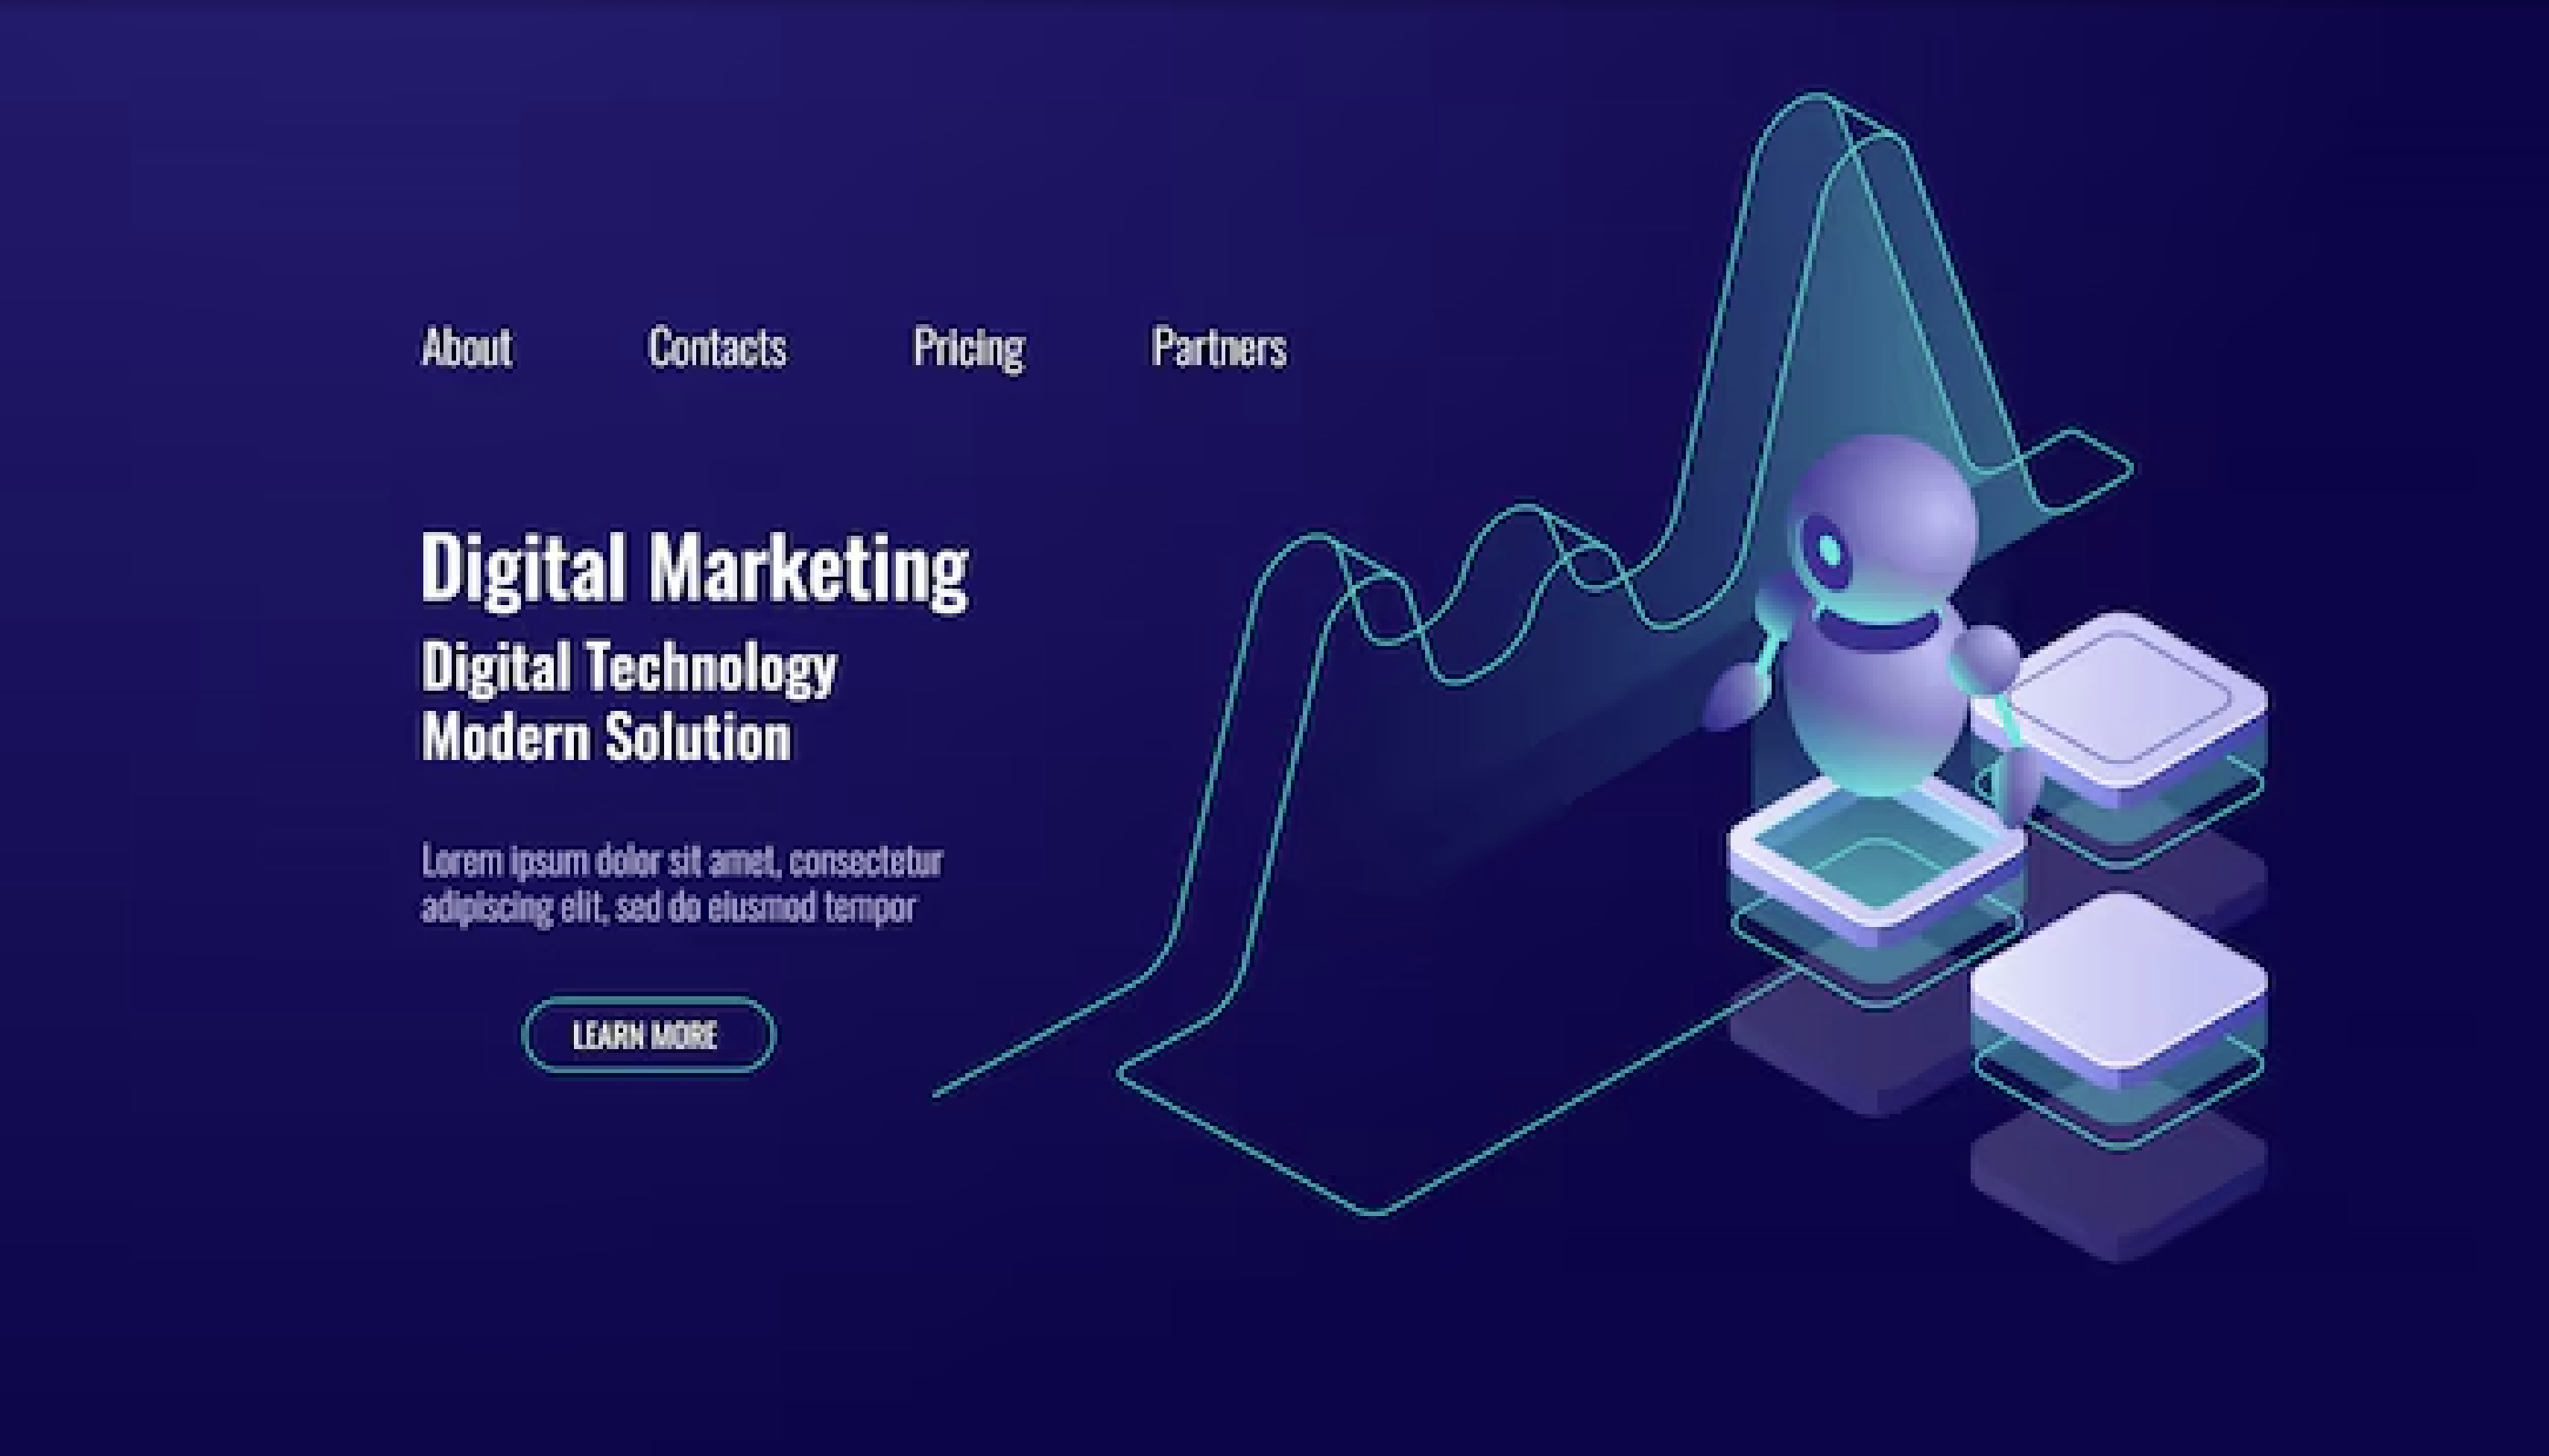 About Contacts Pricing Partners
Digital Marketing
Digital Technology
Modern Solution
Lorem ipsum dolor sit amet, consectetur
adipiscing elit, sed do eiusmod tempor
LEARN MORE